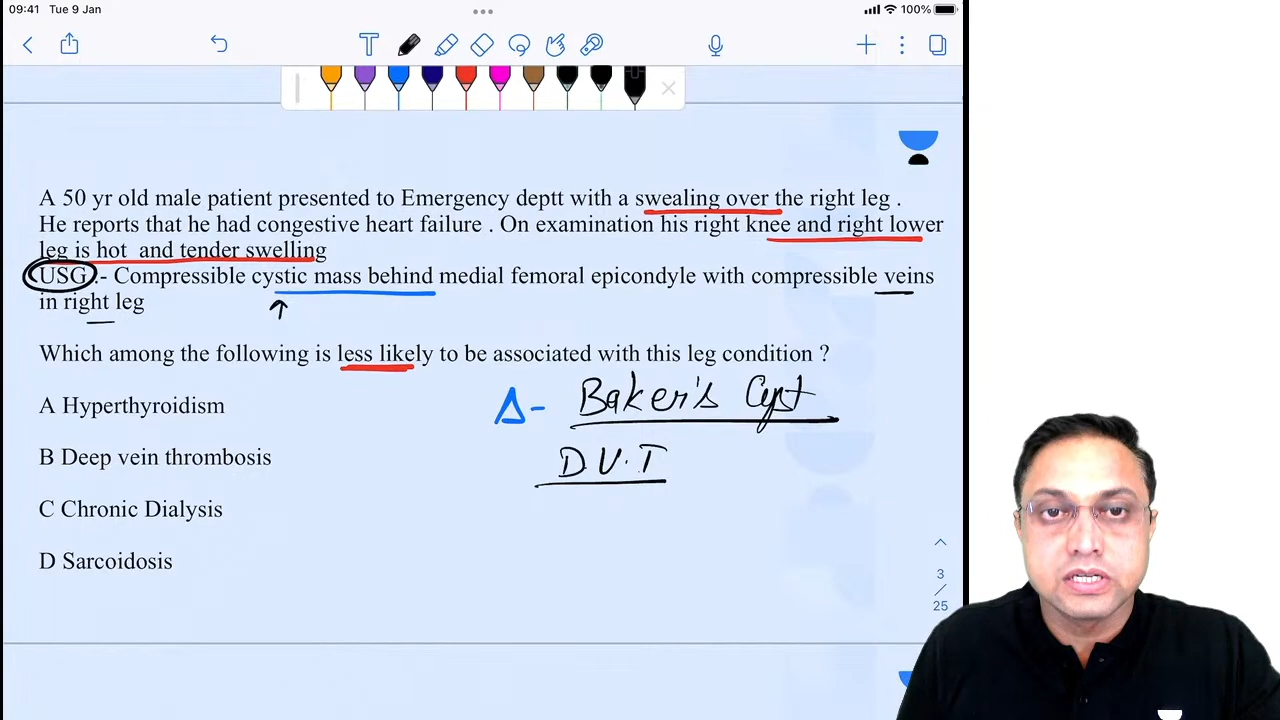 09:41 Tue 9 Jan
100%
T
A 50 yr old male patient presented to Emergency deptt with a swealing over the right leg .
He reports that he had congestive heart failure . On examination his right knee and right lower
leg is hot and tender swelling
USG :- Compressible cystic mass behind medial femoral epicondyle with compressible veins
in right leg
Which among the following is less likely to be associated with this leg condition ?
Δ- Baker's Cyst
A Hyperthyroidism
D.V.T
B Deep vein thrombosis
C Chronic Dialysis
D Sarcoidosis
3
/
25